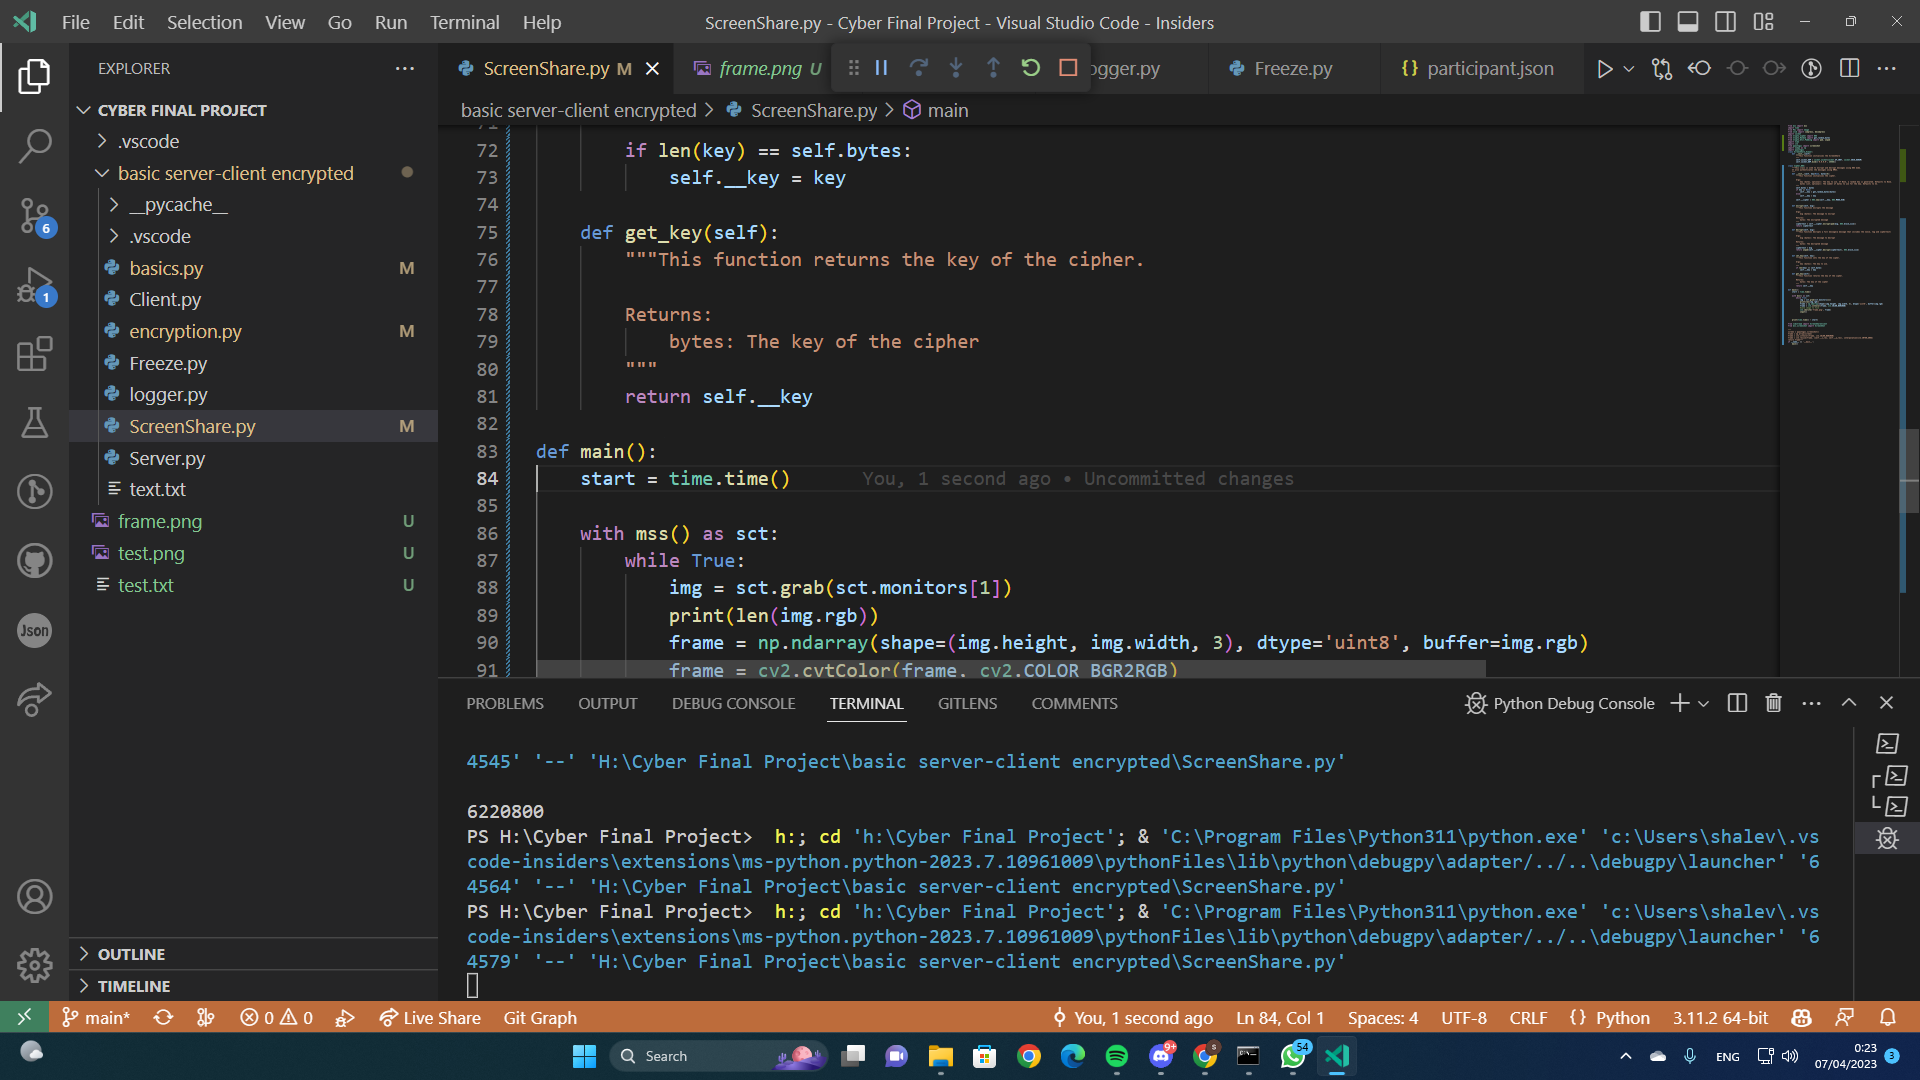 File Edit Selection View Go Run Terminal Help
ScreenShare.py - Cyber Final Project - Visual Studio Code - Insiders
EXPLORER
CYBER FINAL PROJECT
.vscode
basic server-client encrypted
__pycache__
.vscode
basics.py M
Client.py
encryption.py M
Freeze.py
logger.py
ScreenShare.py M
Server.py
text.txt
frame.png U
test.png U
test.txt U
OUTLINE
TIMELINE
6
1
Json
ScreenShare.py M
frame.png U
ogger.py
Freeze.py
{} participant.json
basic server-client encrypted > ScreenShare.py > main
71
72 if len(key) == self.bytes:
73 self.__key = key
74
75 def get_key(self):
76 """This function returns the key of the cipher.
77
78 Returns:
79 bytes: The key of the cipher
80 """
81 return self.__key
82
83 def main():
84 start = time.time() You, 1 second ago • Uncommitted changes
85
86 with mss() as sct:
87 while True:
88 img = sct.grab(sct.monitors[1])
89 print(len(img.rgb))
90 frame = np.ndarray(shape=(img.height, img.width, 3), dtype='uint8', buffer=img.rgb)
91 frame = cv2.cvtColor(frame, cv2.COLOR_BGR2RGB)
PROBLEMS OUTPUT DEBUG CONSOLE TERMINAL GITLENS COMMENTS
Python Debug Console
4545' '--' 'H:\Cyber Final Project\basic server-client encrypted\ScreenShare.py'
6220800
PS H:\Cyber Final Project> h:; cd 'h:\Cyber Final Project'; & 'C:\Program Files\Python311\python.exe' 'c:\Users\shalev\.vs
code-insiders\extensions\ms-python.python-2023.7.10961009\pythonFiles\lib\python\debugpy\adapter/../..\debugpy\launcher' '6
4564' '--' 'H:\Cyber Final Project\basic server-client encrypted\ScreenShare.py'
PS H:\Cyber Final Project> h:; cd 'h:\Cyber Final Project'; & 'C:\Program Files\Python311\python.exe' 'c:\Users\shalev\.vs
code-insiders\extensions\ms-python.python-2023.7.10961009\pythonFiles\lib\python\debugpy\adapter/../..\debugpy\launcher' '6
4579' '--' 'H:\Cyber Final Project\basic server-client encrypted\ScreenShare.py'
main* 0 0 Live Share Git Graph
You, 1 second ago Ln 84, Col 1 Spaces: 4 UTF-8 CRLF {} Python 3.11.2 64-bit
Search
9+
S
54
ENG
0:23
07/04/2023
3